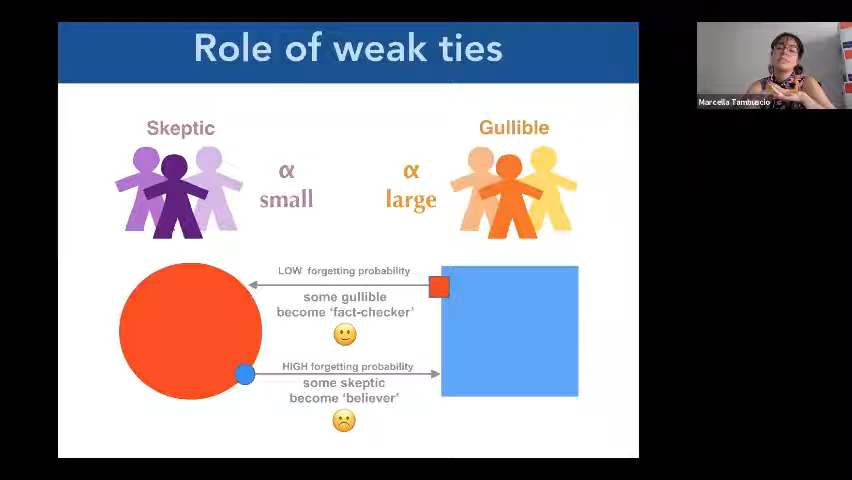 Role of weak ties
Skeptic
Gullible
α
small
α
large
LOW forgetting probability
some gullible
become ‘fact-checker’
HIGH forgetting probability
some skeptic
become ‘believer’
Marcella Tambuscio